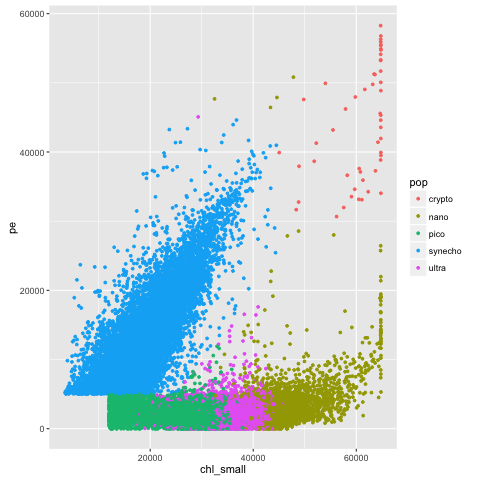 60000
40000
20000
0
pe
20000
40000
60000
chl_small
pop
crypto
nano
pico
synecho
ultra